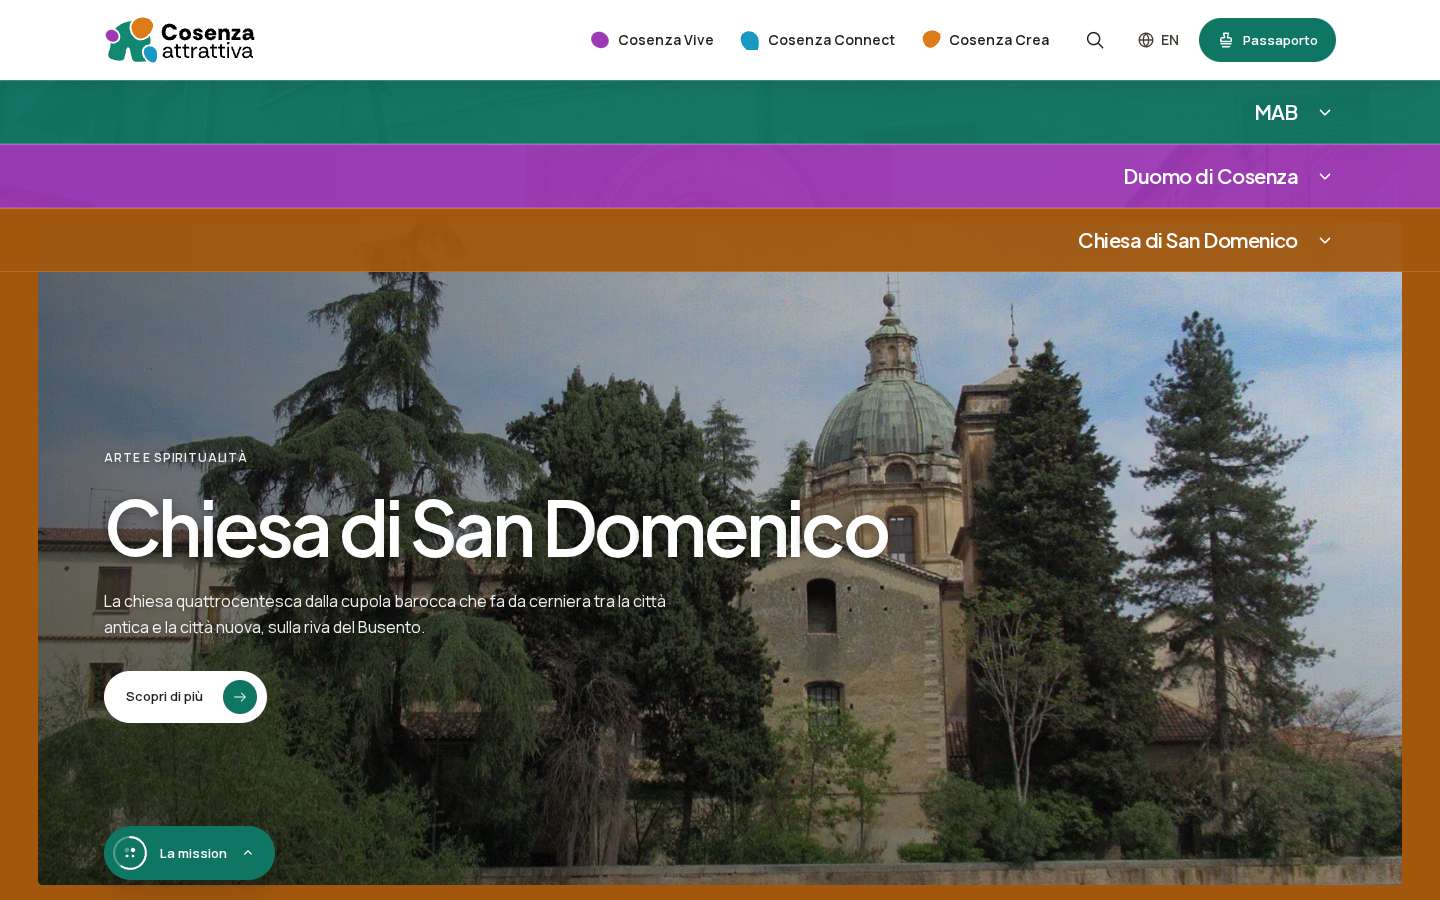 Cosenza
attrattiva
Cosenza Vive
Cosenza Connect
Cosenza Crea
EN
Passaporto
MAB
Duomo di Cosenza
Chiesa di San Domenico
ARTE E SPIRITUALITÀ
Chiesa di San Domenico
La chiesa quattrocentesca dalla cupola barocca che fa da cerniera tra la città
antica e la città nuova, sulla riva del Busento.
Scopri di più
La mission